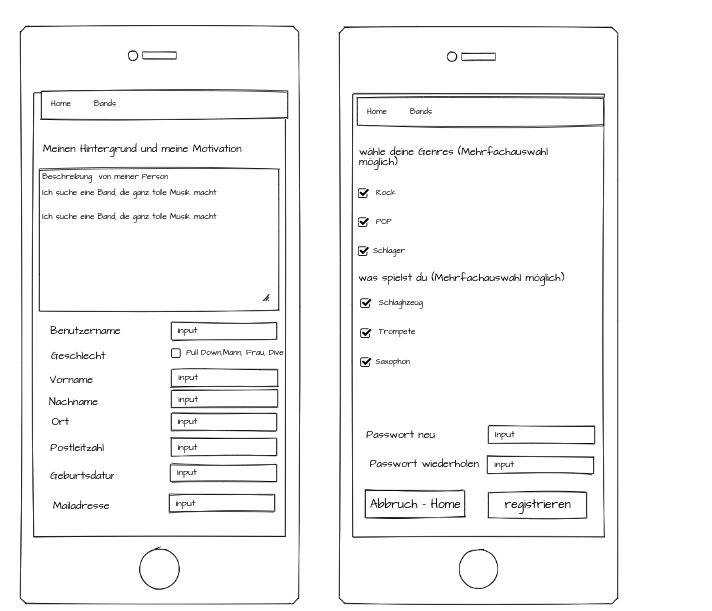 Home Bands
Meinen Hintergrund und meine Motivation
Beschreibung von meiner Person
Ich suche eine Band, die ganz tolle Musik macht
Ich suche eine Band, die ganz tolle Musik macht
Benutzername input
Geschlecht Pull Down,Mann, Frau, Dive
Vorname input
Nachname input
Ort input
Postleitzahl input
Geburtsdatur input
Mailadresse input
Home Bands
wähle deine Genres (Mehrfachauswahl
möglich)
Rock
POP
Schlager
was spielst du (Mehrfachauswahl möglich)
Schlaghzeug
Trompete
Saxophon
Passwort neu input
Passwort wiederholen input
Abbruch - Home registrieren